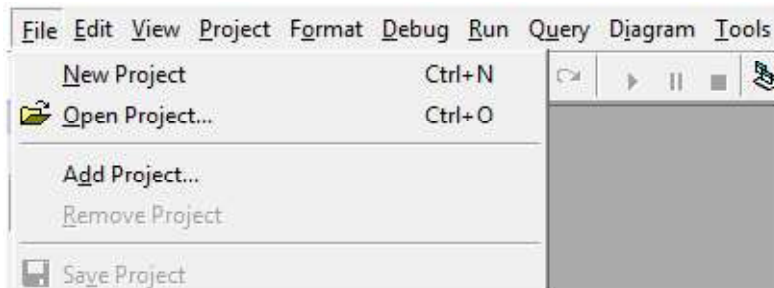 File Edit View Project Format Debug Run Query Diagram Tools
New Project Ctrl+N
Open Project... Ctrl+O
Add Project...
Remove Project
Save Project